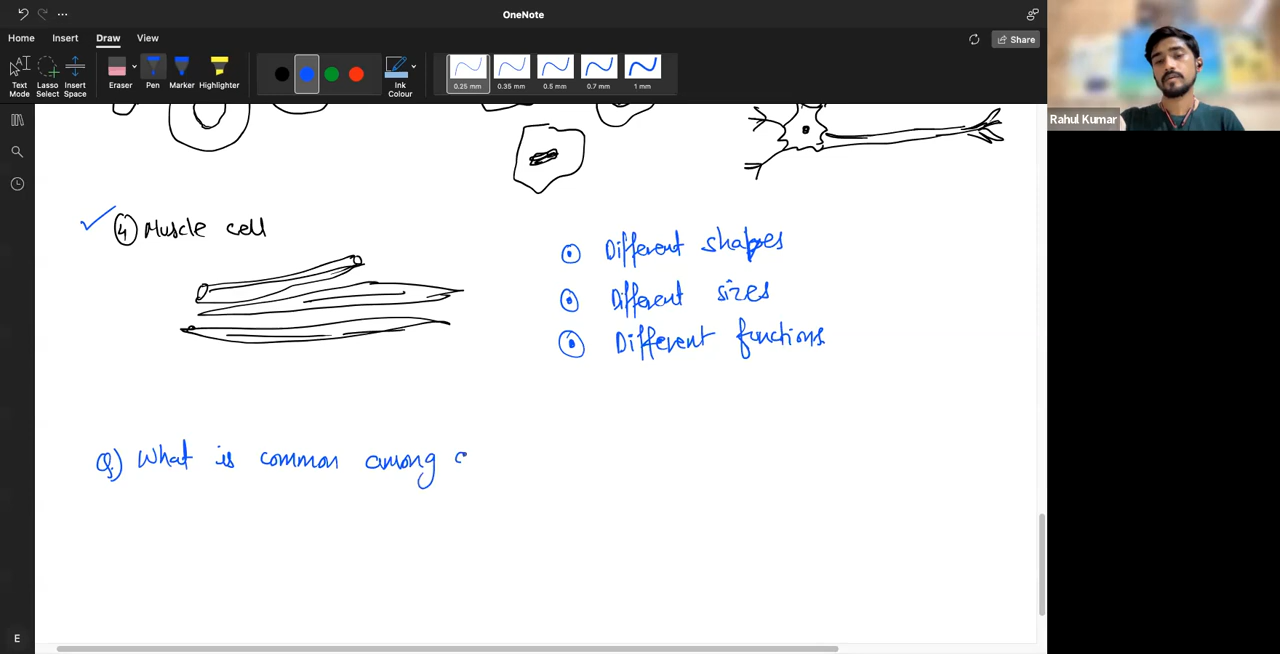 OneNote
Home Insert Draw View
Share
Text Mode
Lasso Select
Insert Space
Eraser
Pen
Marker
Highlighter
Ink Colour
0.25 mm
0.35 mm
0.5 mm
0.7 mm
1 mm
Rahul Kumar
④ Muscle cell
Different shapes
Different sizes
Different functions
Q) What is common among
E